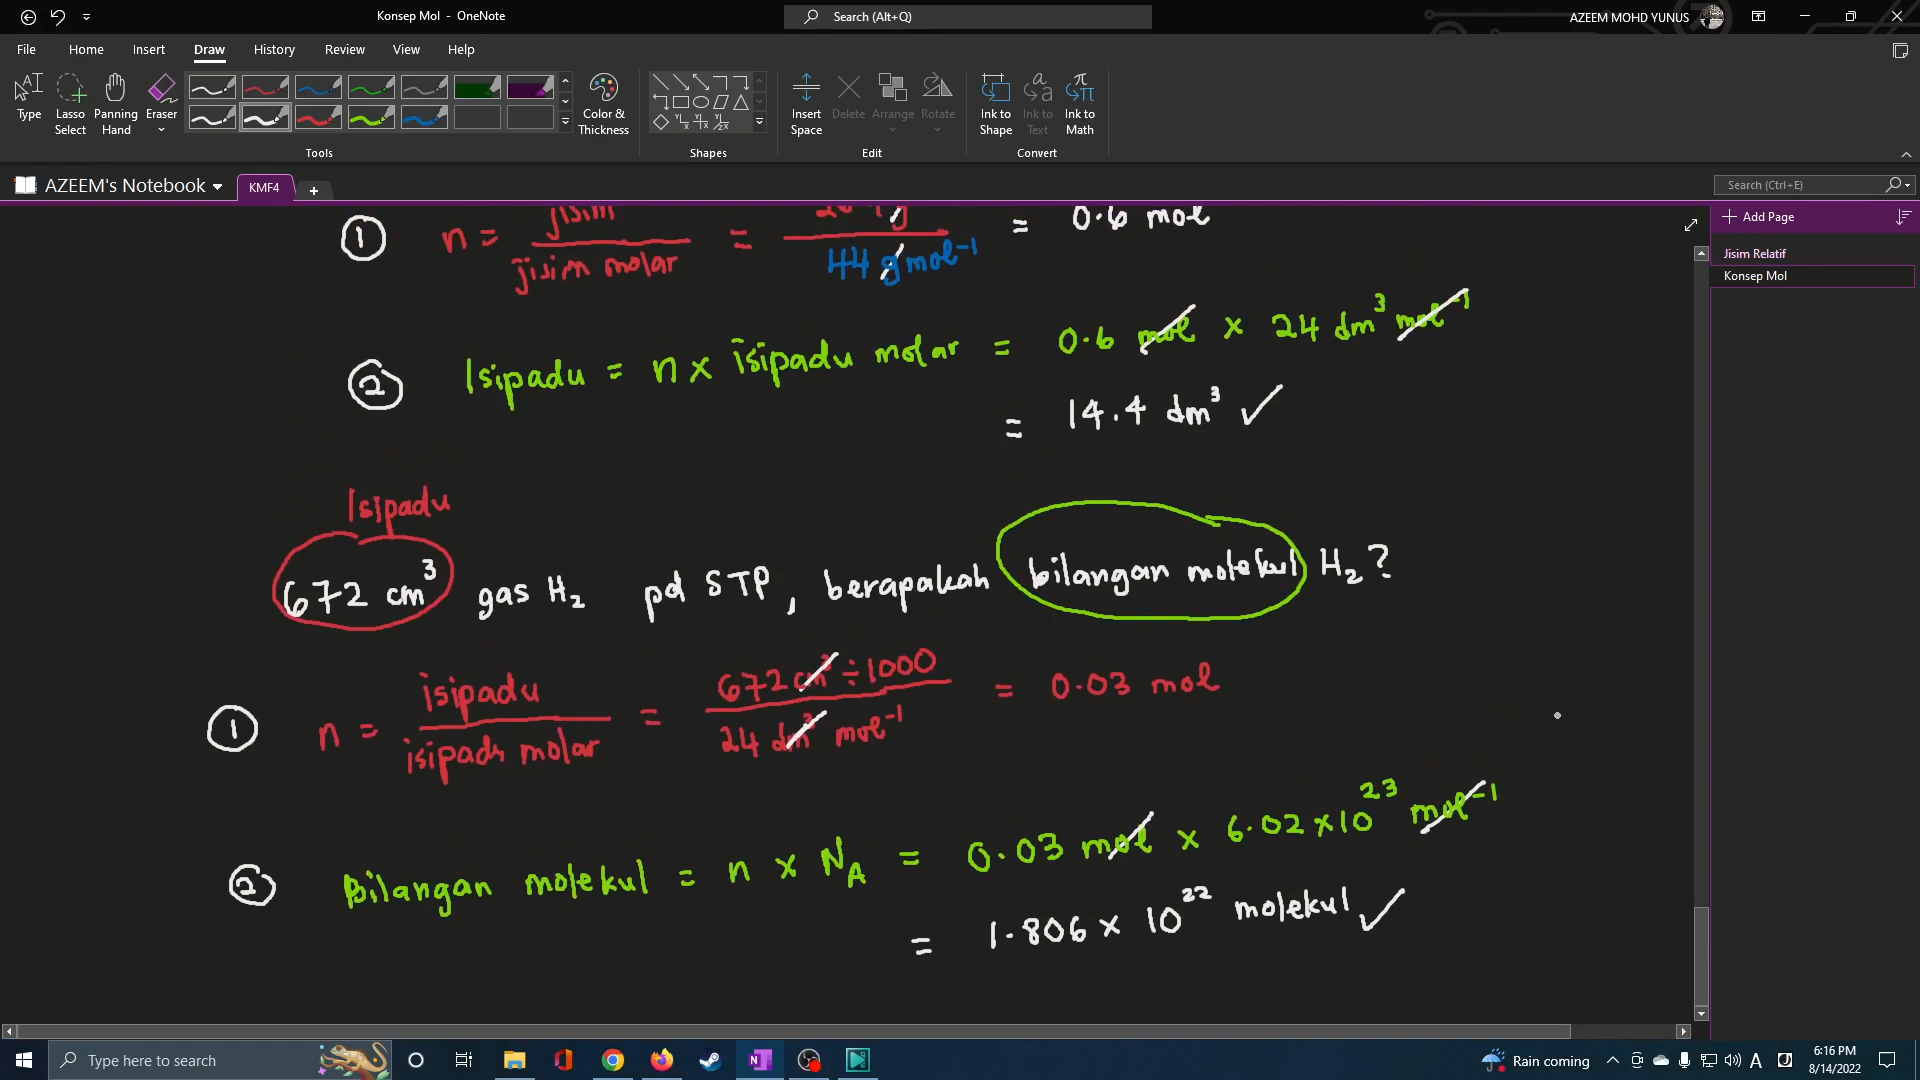 Konsep Mol - OneNote
Search (Alt+Q)
AZEEM MOHD YUNUS
File Home Insert Draw History Review View Help
Type
Lasso Select
Panning Hand
Eraser
Color & Thickness
Insert Space
Delete
Arrange
Rotate
Ink to Shape
Ink to Text
Ink to Math
Tools Shapes Edit Convert
AZEEM's Notebook
KMF4
Search (Ctrl+E)
Add Page
Jisim Relatif
Konsep Mol
① n = jisim / jisim molar = g / 44 g mol⁻¹ = 0.6 mol
② Isipadu = n x isipadu molar = 0.6 mol x 24 dm³ mol⁻¹
= 14.4 dm³ ✓
Isipadu
672 cm³ gas H₂ pd STP, berapakah bilangan molekul H₂?
① n = isipadu / isipadu molar = 672 cm³ ÷ 1000 / 24 dm³ mol⁻¹ = 0.03 mol
② Bilangan molekul = n x N_A = 0.03 mol x 6.02 x 10²³ mol⁻¹
= 1.806 x 10²² molekul ✓
Type here to search
Rain coming
A
6:16 PM
8/14/2022